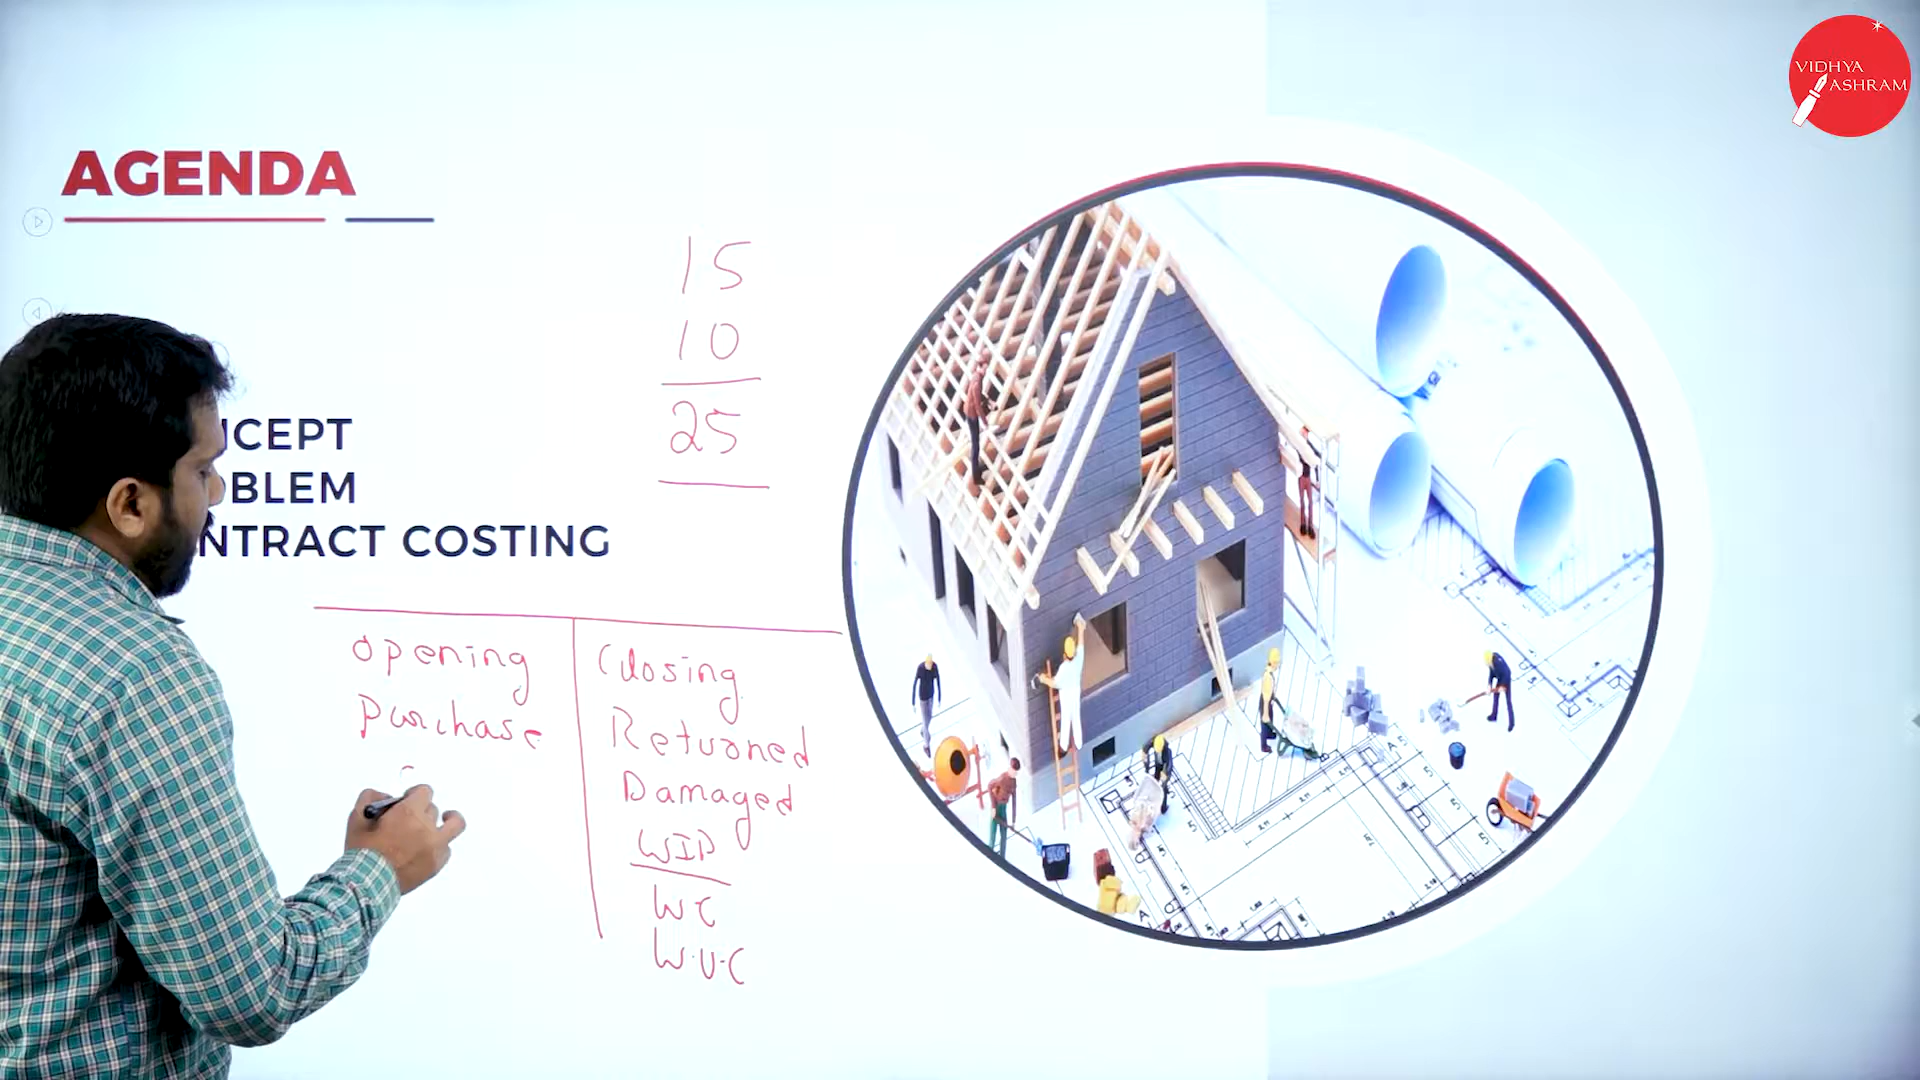 VIDHYA
ASHRAM
AGENDA
15
10
25
CEPT
BLEM
NTRACT COSTING
Opening
Purchase
Closing
Returned
Damaged
WIP
WC
W.U.C